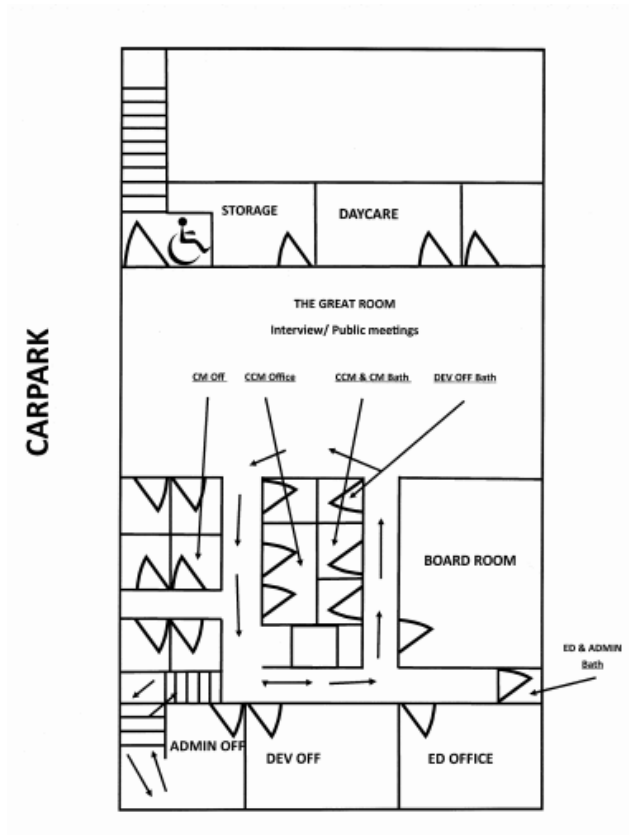 STORAGE
DAYCARE
THE GREAT ROOM
Interview/ Public meetings
CARPARK
CM Off
CCM Office
CCM & CM Bath
DEV OFF Bath
BOARD ROOM
ED & ADMIN
Bath
ADMIN OFF
DEV OFF
ED OFFICE